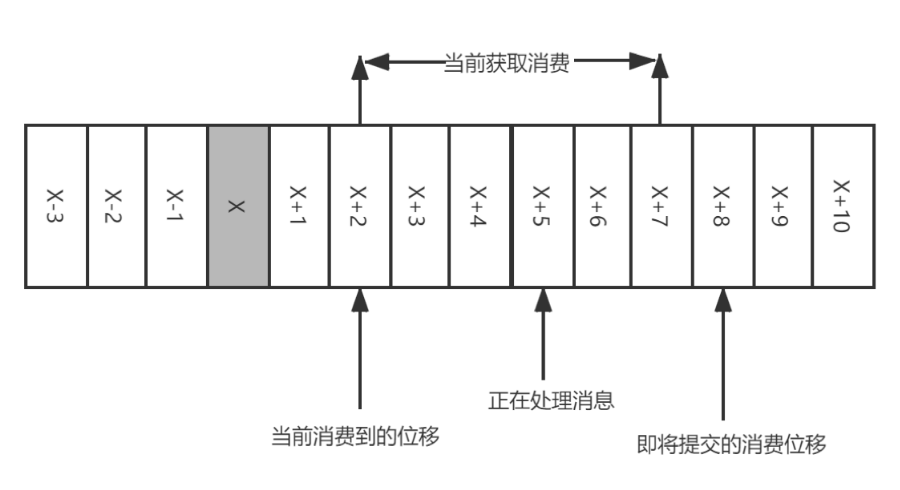 当前获取消费
X-3
X-2
X-1
X
X+1
X+2
X+3
X+4
X+5
X+6
X+7
X+8
X+9
X+10
正在处理消息
当前消费到的位移
即将提交的消费位移